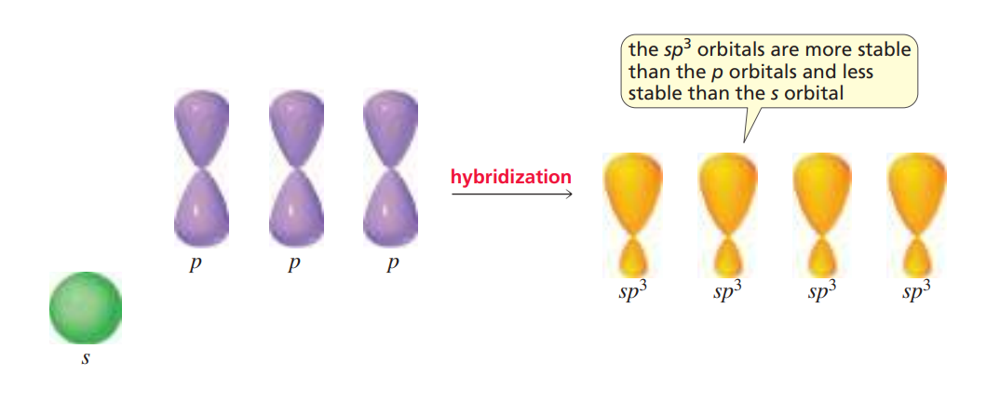 the sp³ orbitals are more stable
than the p orbitals and less
stable than the s orbital
hybridization
p p p
sp³ sp³ sp³ sp³
s